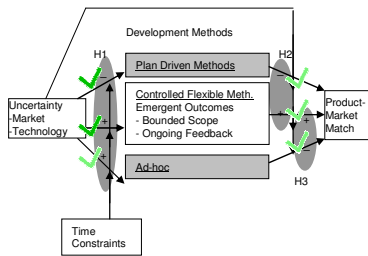 Development Methods
H1
H2
Plan Driven Methods
Controlled Flexible Meth.
Emergent Outcomes
- Bounded Scope
- Ongoing Feedback
Ad-hoc
Uncertainty
-Market
-Technology
Product-
Market
Match
H3
Time
Constraints
−
+
+
−
+
+
−